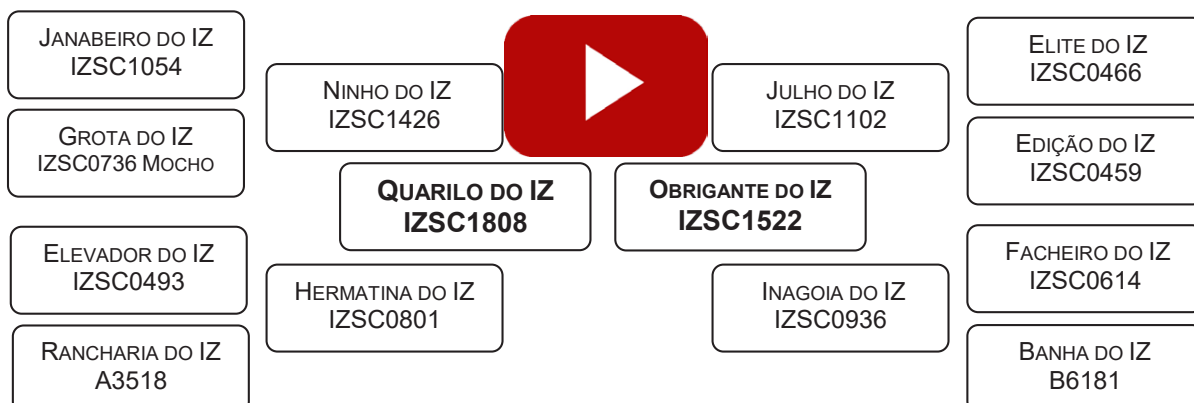 JANABEIRO DO IZ
IZSC1054
GROTA DO IZ
IZSC0736 MOCHO
ELEVADOR DO IZ
IZSC0493
RANCHARIA DO IZ
A3518
NINHO DO IZ
IZSC1426
HERMATINA DO IZ
IZSC0801
QUARILO DO IZ
IZSC1808
OBRIGANTE DO IZ
IZSC1522
JULHO DO IZ
IZSC1102
INAGOIA DO IZ
IZSC0936
ELITE DO IZ
IZSC0466
EDIÇÃO DO IZ
IZSC0459
FACHEIRO DO IZ
IZSC0614
BANHA DO IZ
B6181